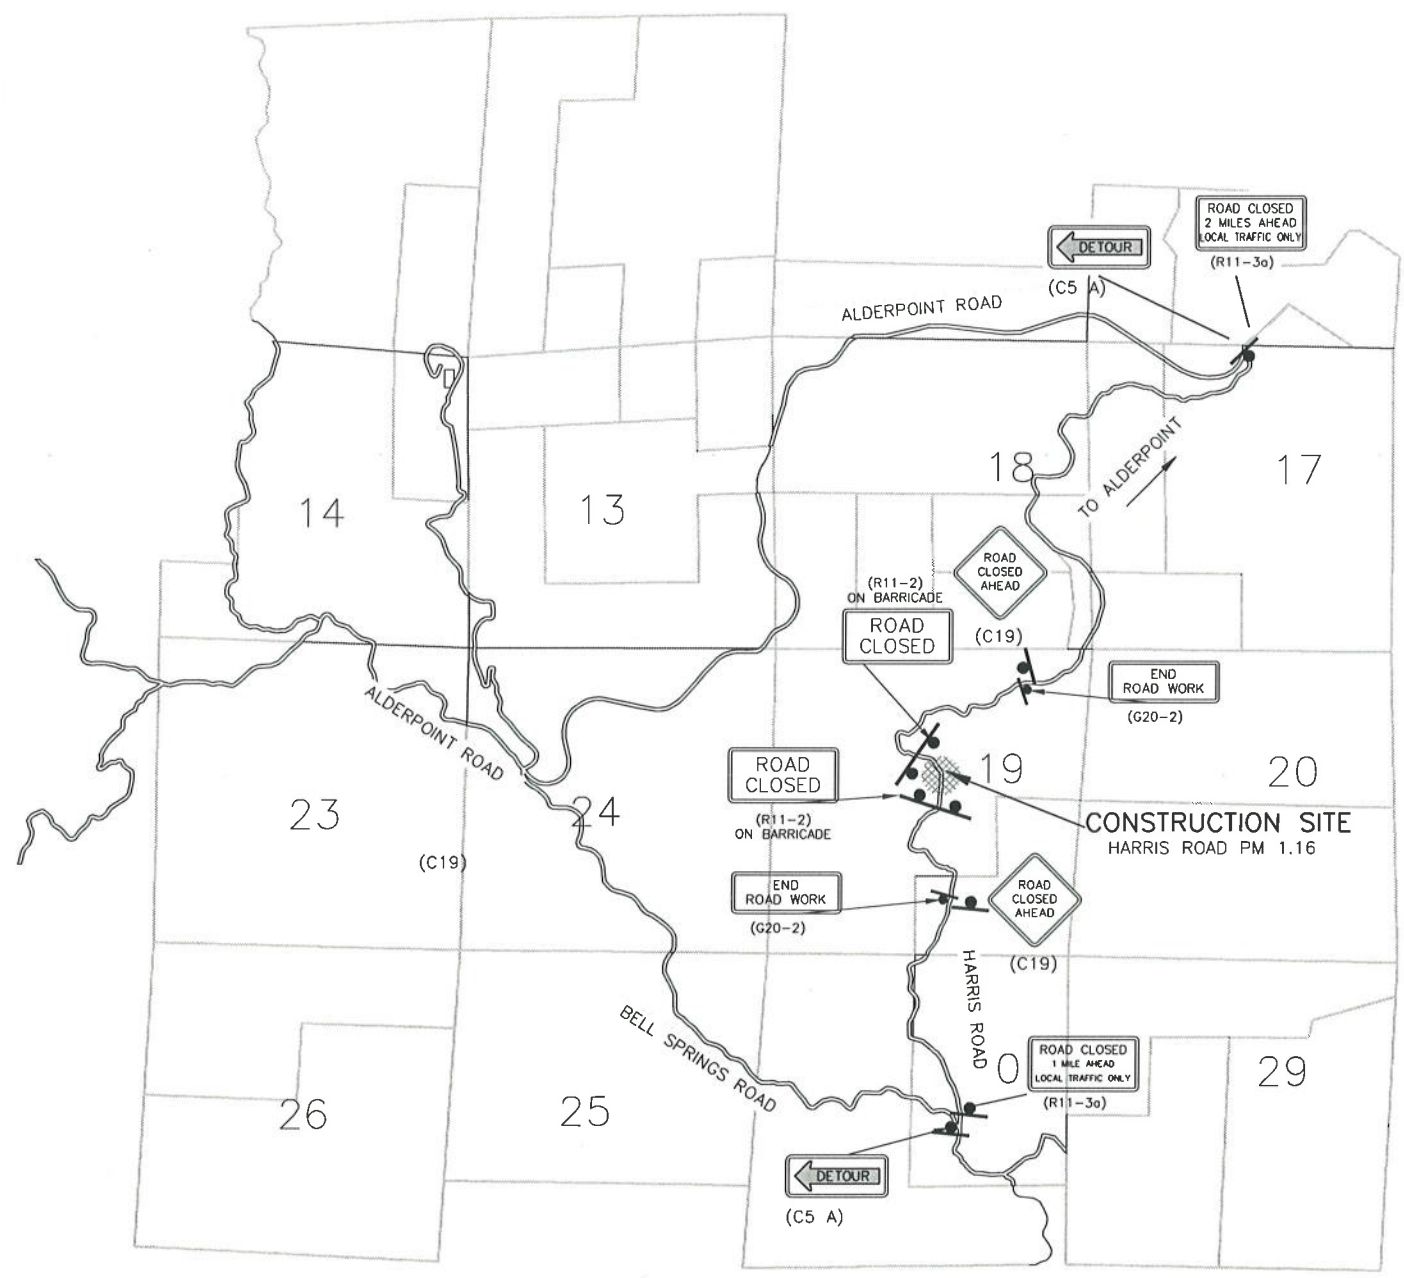 ROAD CLOSED
2 MILES AHEAD
LOCAL TRAFFIC ONLY
(R11-3a)
DETOUR
(C5 A)
ALDERPOINT ROAD
TO ALDERPOINT
18
17
14
13
ROAD
CLOSED
AHEAD
(C19)
(R11-2)
ON BARRICADE
ROAD
CLOSED
END
ROAD WORK
(G20-2)
ALDERPOINT ROAD
ROAD
CLOSED
(R11-2)
ON BARRICADE
19
20
23
24
CONSTRUCTION SITE
HARRIS ROAD PM 1.16
(C19)
END
ROAD WORK
(G20-2)
ROAD
CLOSED
AHEAD
(C19)
HARRIS ROAD
BELL SPRINGS ROAD
0
ROAD CLOSED
1 MILE AHEAD
LOCAL TRAFFIC ONLY
(R11-3a)
29
26
25
DETOUR
(C5 A)